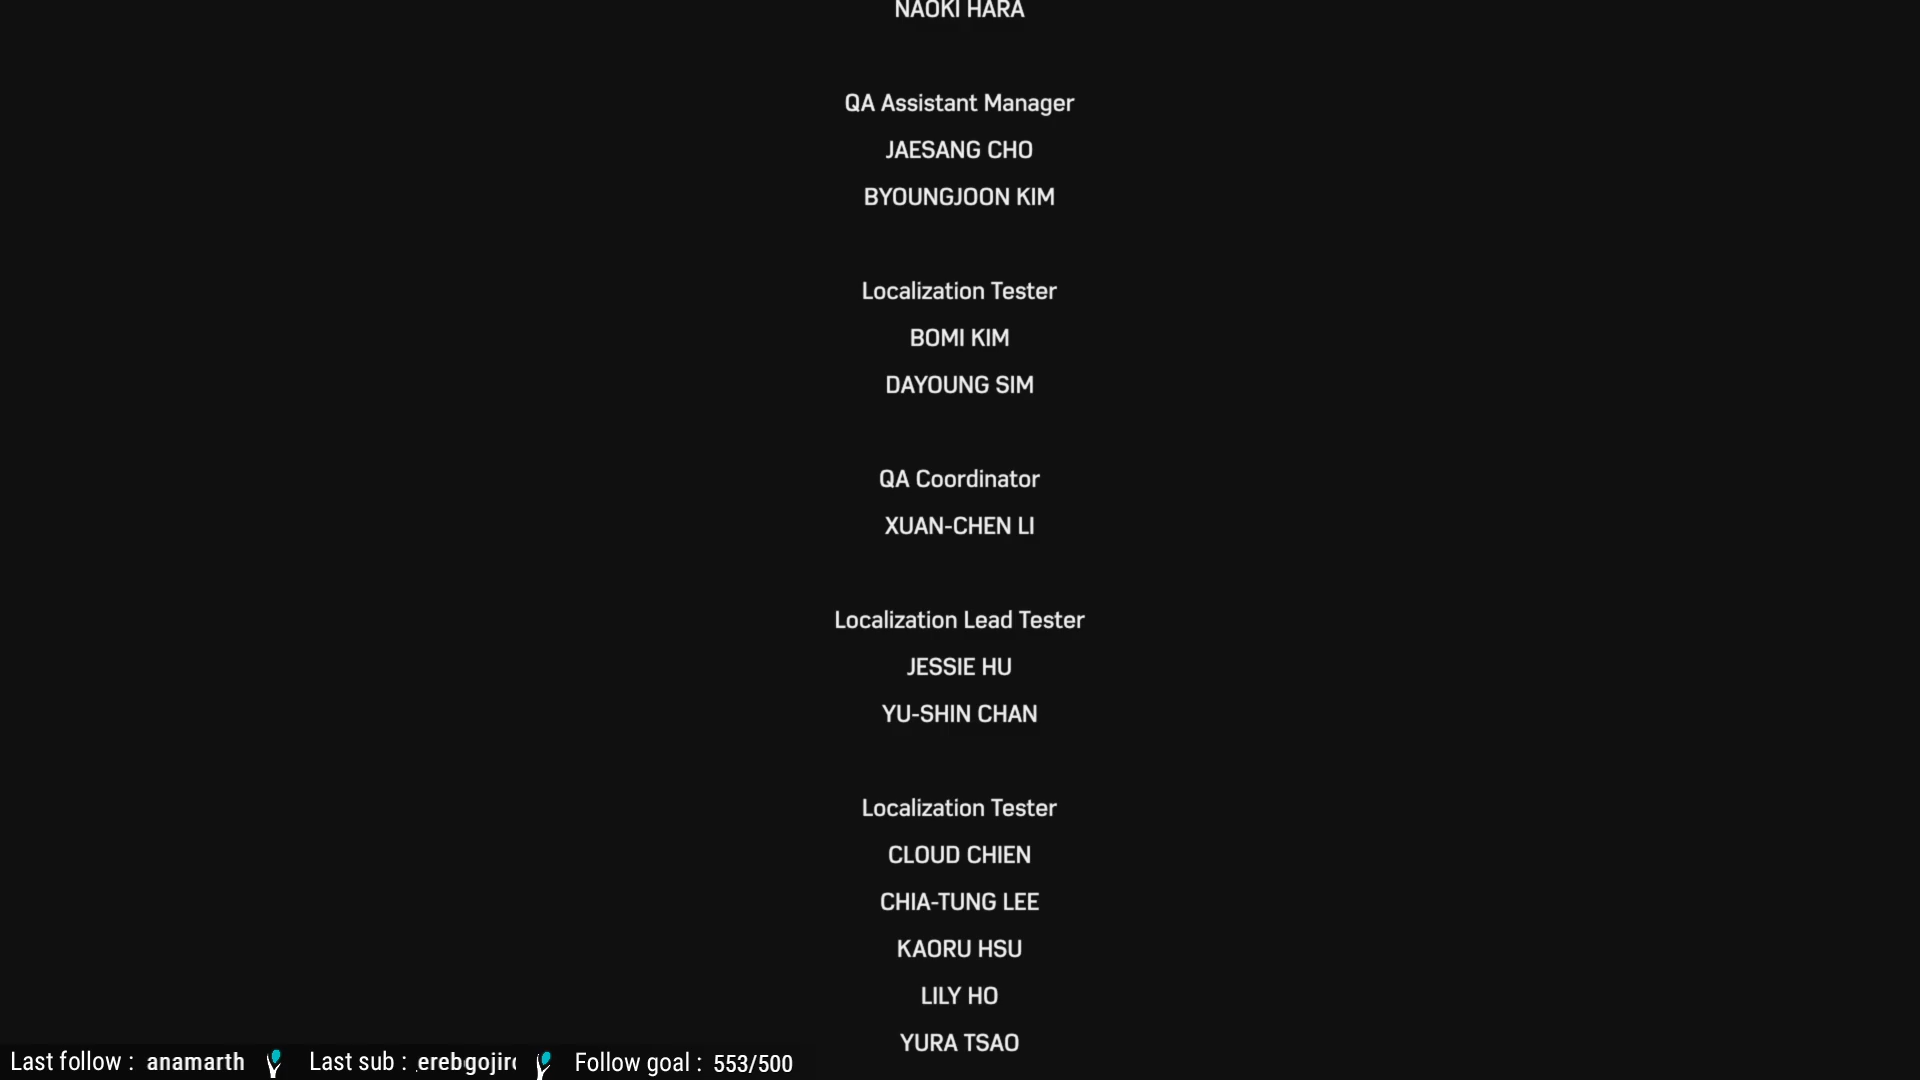 NAOKI HARA
QA Assistant Manager
JAESANG CHO
BYOUNGJOON KIM
Localization Tester
BOMI KIM
DAYOUNG SIM
QA Coordinator
XUAN-CHEN LI
Localization Lead Tester
JESSIE HU
YU-SHIN CHAN
Localization Tester
CLOUD CHIEN
CHIA-TUNG LEE
KAORU HSU
LILY HO
YURA TSAO
Last follow : anamarth Last sub : Follow goal : 553/500